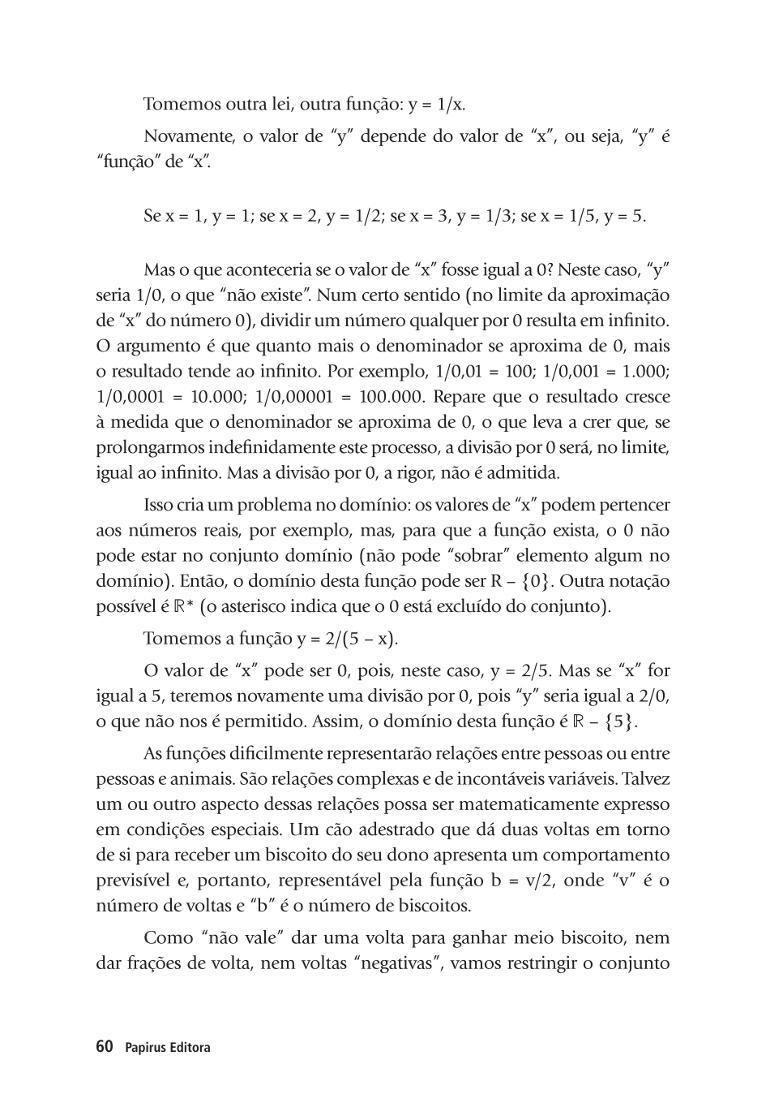 Tomemos outra lei, outra função: y = 1/x.
Novamente, o valor de “y” depende do valor de “x”, ou seja, “y” é
“função” de “x”.
Se x = 1, y = 1; se x = 2, y = 1/2; se x = 3, y = 1/3; se x = 1/5, y = 5.
Mas o que aconteceria se o valor de “x” fosse igual a 0? Neste caso, “y”
seria 1/0, o que “não existe”. Num certo sentido (no limite da aproximação
de “x” do número 0), dividir um número qualquer por 0 resulta em infinito.
O argumento é que quanto mais o denominador se aproxima de 0, mais
o resultado tende ao infinito. Por exemplo, 1/0,01 = 100; 1/0,001 = 1.000;
1/0,0001 = 10.000; 1/0,00001 = 100.000. Repare que o resultado cresce
à medida que o denominador se aproxima de 0, o que leva a crer que, se
prolongarmos indefinidamente este processo, a divisão por 0 será, no limite,
igual ao infinito. Mas a divisão por 0, a rigor, não é admitida.
Isso cria um problema no domínio: os valores de “x” podem pertencer
aos números reais, por exemplo, mas, para que a função exista, o 0 não
pode estar no conjunto domínio (não pode “sobrar” elemento algum no
domínio). Então, o domínio desta função pode ser R – {0}. Outra notação
possível é ℝ* (o asterisco indica que o 0 está excluído do conjunto).
Tomemos a função y = 2/(5 – x).
O valor de “x” pode ser 0, pois, neste caso, y = 2/5. Mas se “x” for
igual a 5, teremos novamente uma divisão por 0, pois “y” seria igual a 2/0,
o que não nos é permitido. Assim, o domínio desta função é ℝ – {5}.
As funções dificilmente representarão relações entre pessoas ou entre
pessoas e animais. São relações complexas e de incontáveis variáveis. Talvez
um ou outro aspecto dessas relações possa ser matematicamente expresso
em condições especiais. Um cão adestrado que dá duas voltas em torno
de si para receber um biscoito do seu dono apresenta um comportamento
previsível e, portanto, representável pela função b = v/2, onde “v” é o
número de voltas e “b” é o número de biscoitos.
Como “não vale” dar uma volta para ganhar meio biscoito, nem
dar frações de volta, nem voltas “negativas”, vamos restringir o conjunto
60 Papirus Editora